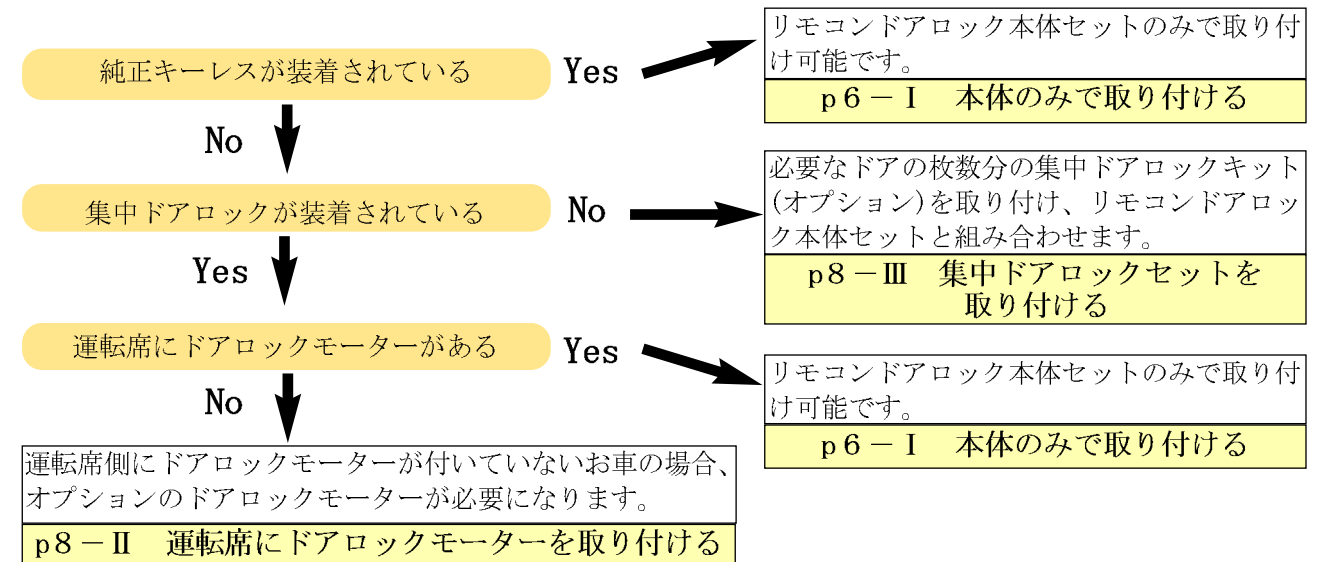 純正キーレスが装着されている
Yes
リモコンドアロック本体セットのみで取り付
け可能です。
p6－Ⅰ　本体のみで取り付ける
No
集中ドアロックが装着されている
No
必要なドアの枚数分の集中ドアロックキット
(オプション)を取り付け、リモコンドアロッ
ク本体セットと組み合わせます。
p8－Ⅲ　集中ドアロックセットを
取り付ける
Yes
運転席にドアロックモーターがある
Yes
リモコンドアロック本体セットのみで取り付
け可能です。
p6－Ⅰ　本体のみで取り付ける
No
運転席側にドアロックモーターが付いていないお車の場合、
オプションのドアロックモーターが必要になります。
p8－Ⅱ　運転席にドアロックモーターを取り付ける